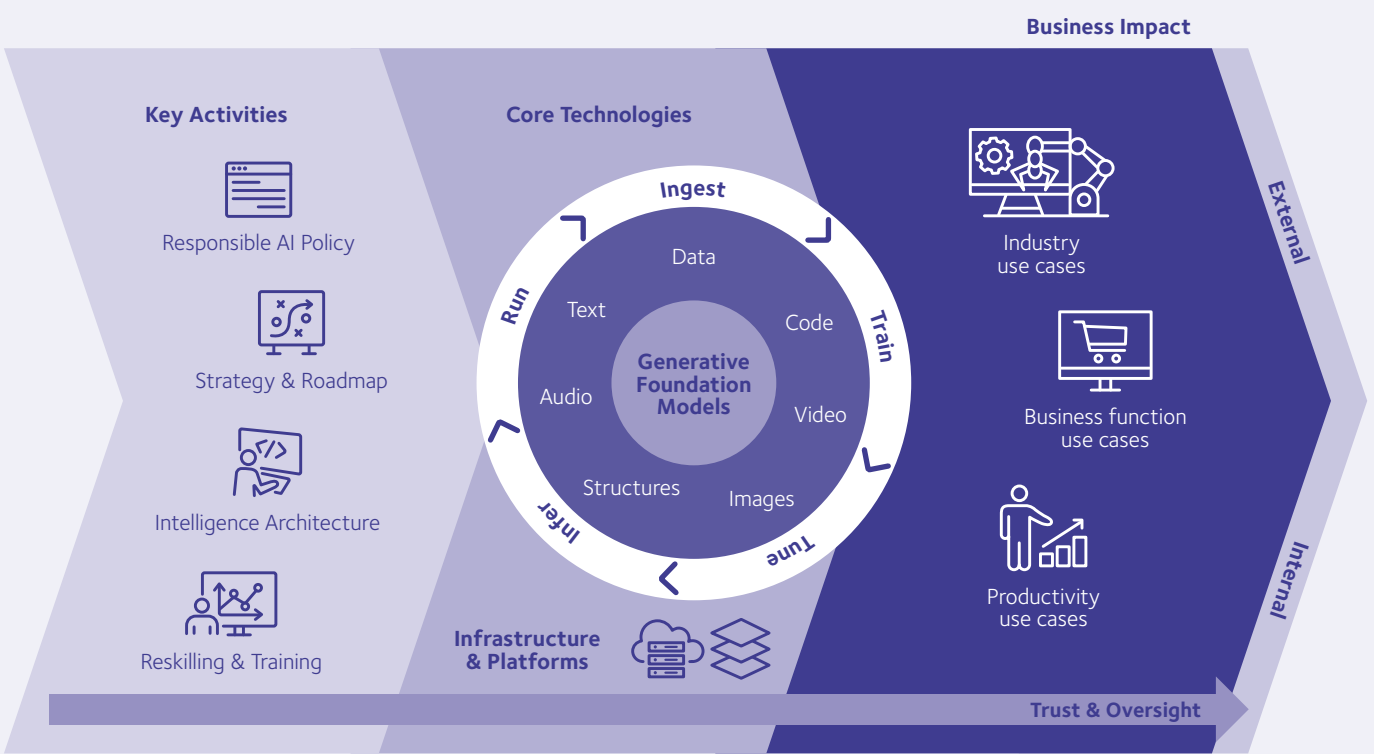 Business Impact
Key Activities
Responsible AI Policy
Strategy & Roadmap
Intelligence Architecture
Reskilling & Training
Core Technologies
Ingest
Train
Tune
Infer
Run
Data
Code
Video
Images
Structures
Audio
Text
Generative
Foundation
Models
Infrastructure
& Platforms
Industry
use cases
Business function
use cases
Productivity
use cases
External
Internal
Trust & Oversight